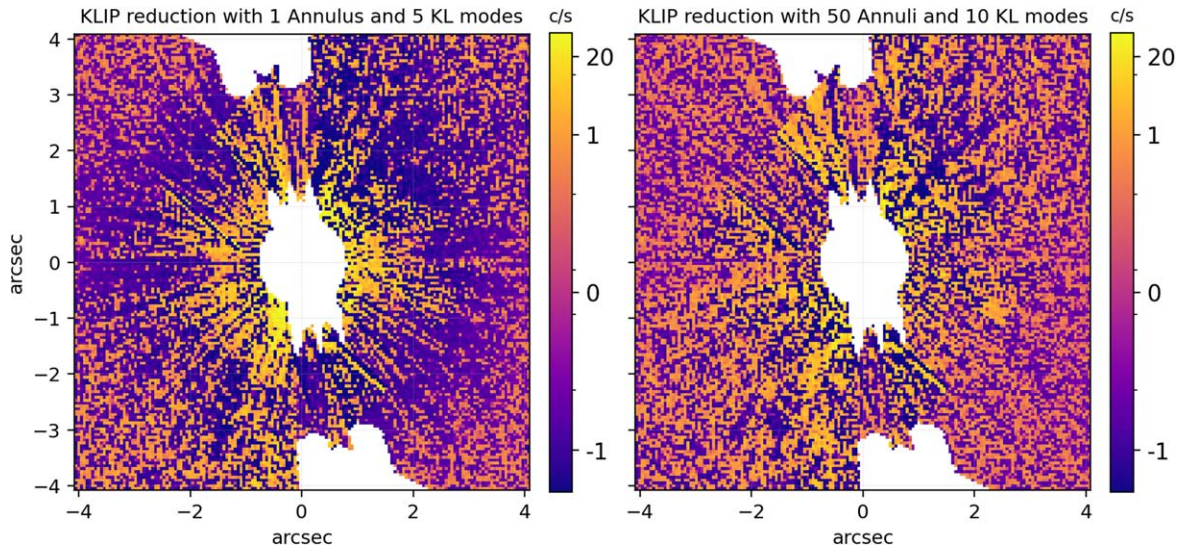 KLIP reduction with 1 Annulus and 5 KL modes c/s
4
3
2
1
0
−1
−2
−3
−4
arcsec
−4 −2 0 2 4
arcsec
20
1
0
-1
KLIP reduction with 50 Annuli and 10 KL modes c/s
−4 −2 0 2 4
arcsec
20
1
0
-1